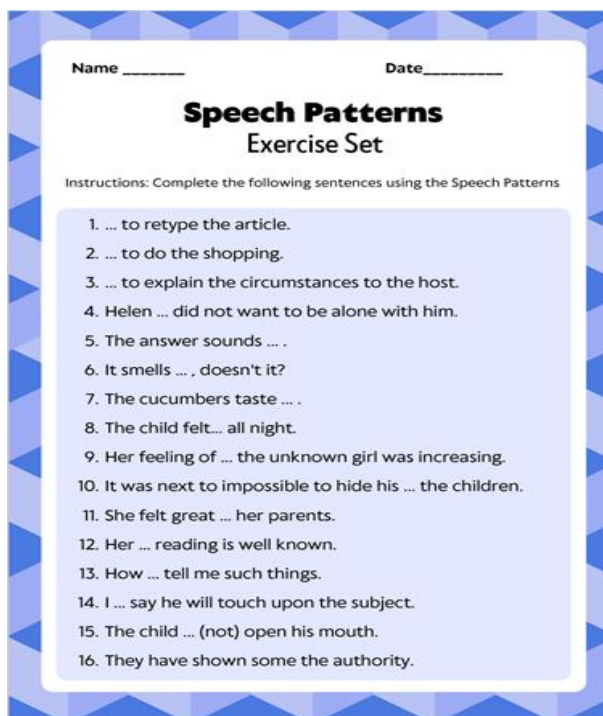 Name _______ Date_________
Speech Patterns
Exercise Set
Instructions: Complete the following sentences using the Speech Patterns
1. ... to retype the article.
2. ... to do the shopping.
3. ... to explain the circumstances to the host.
4. Helen ... did not want to be alone with him.
5. The answer sounds ... .
6. It smells ... , doesn't it?
7. The cucumbers taste ... .
8. The child felt... all night.
9. Her feeling of ... the unknown girl was increasing.
10. It was next to impossible to hide his ... the children.
11. She felt great ... her parents.
12. Her ... reading is well known.
13. How ... tell me such things.
14. I ... say he will touch upon the subject.
15. The child ... (not) open his mouth.
16. They have shown some the authority.